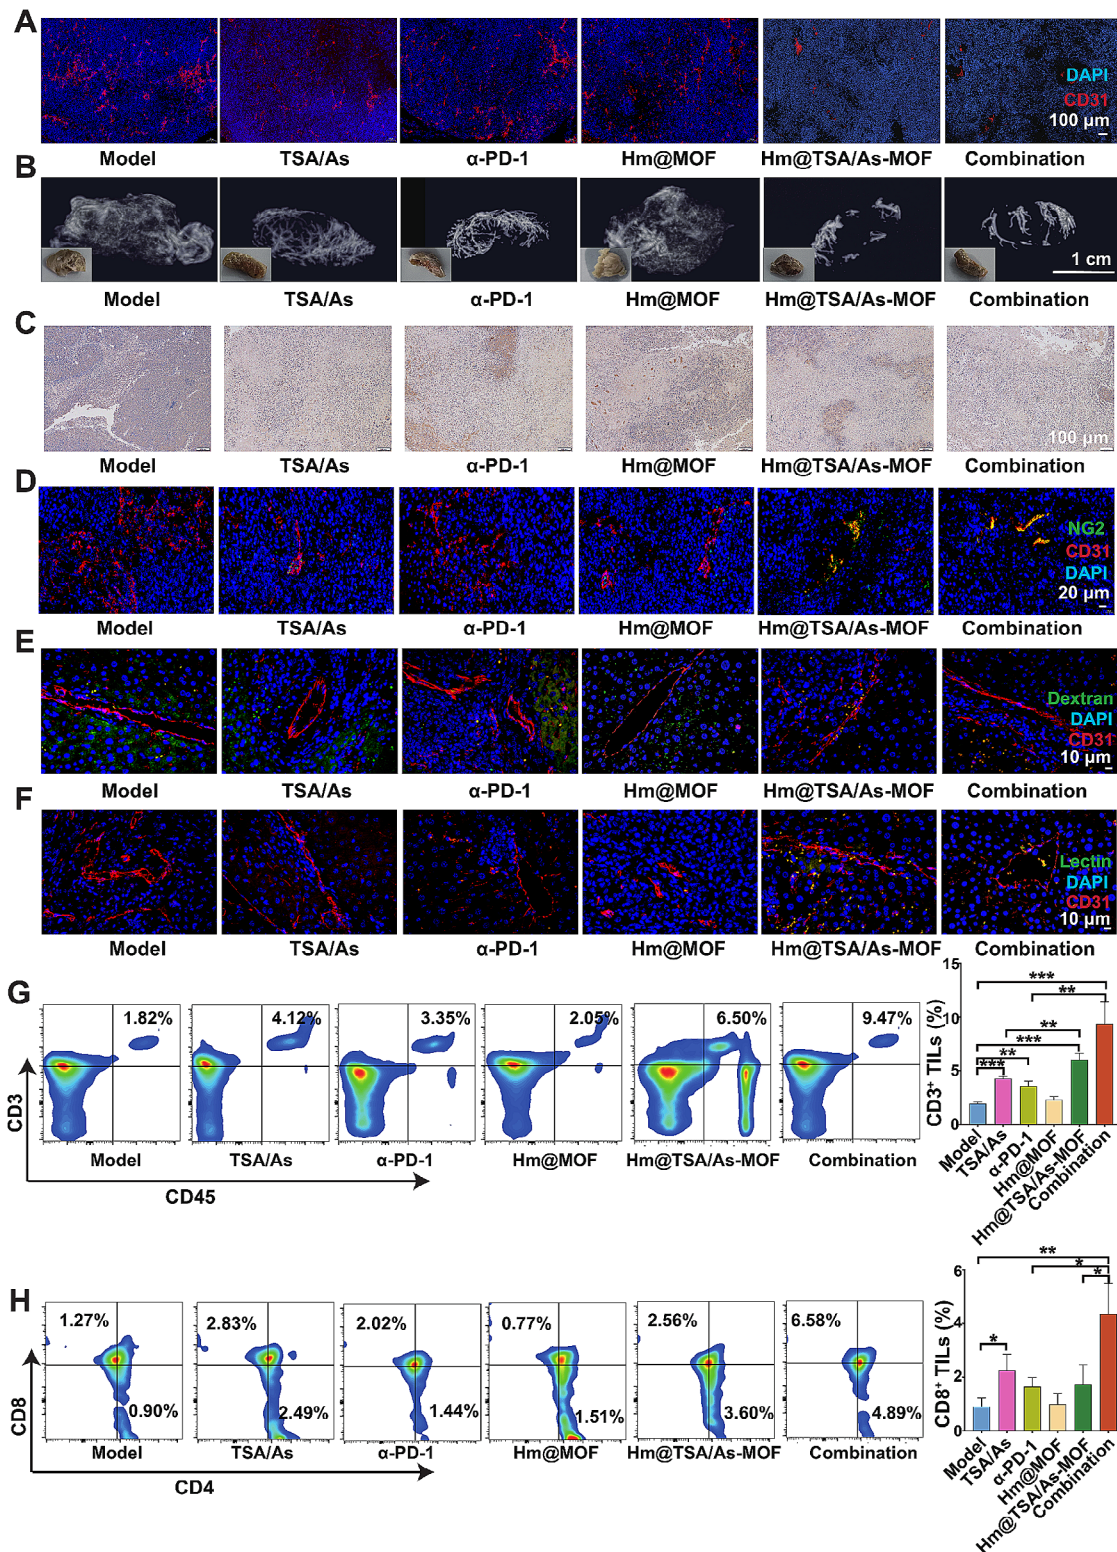 A
DAPI
CD31
100 µm
Model TSA/As α-PD-1 Hm@MOF Hm@TSA/As-MOF Combination
B
1 cm
Model TSA/As α-PD-1 Hm@MOF Hm@TSA/As-MOF Combination
C
100 µm
Model TSA/As α-PD-1 Hm@MOF Hm@TSA/As-MOF Combination
D
NG2
CD31
DAPI
20 µm
Model TSA/As α-PD-1 Hm@MOF Hm@TSA/As-MOF Combination
E
Dextran
DAPI
CD31
10 µm
Model TSA/As α-PD-1 Hm@MOF Hm@TSA/As-MOF Combination
F
Lectin
DAPI
CD31
10 µm
Model TSA/As α-PD-1 Hm@MOF Hm@TSA/As-MOF Combination
G
1.82% 4.12% 3.35% 2.05% 6.50% 9.47%
CD3
Model TSA/As α-PD-1 Hm@MOF Hm@TSA/As-MOF Combination
CD45
CD3⁺ TILs (%)
15
10
5
0
***
**
**
***
**
***
Model
TSA/As
α-PD-1
Hm@MOF
Hm@TSA/As-MOF
Combination
H
1.27% 2.83% 2.02% 0.77% 2.56% 6.58%
0.90% 2.49% 1.44% 1.51% 3.60% 4.89%
CD8
Model TSA/As α-PD-1 Hm@MOF Hm@TSA/As-MOF Combination
CD4
CD8⁺ TILs (%)
6
4
2
0
**
*
*
*
Model
TSA/As
α-PD-1
Hm@MOF
Hm@TSA/As-MOF
Combination